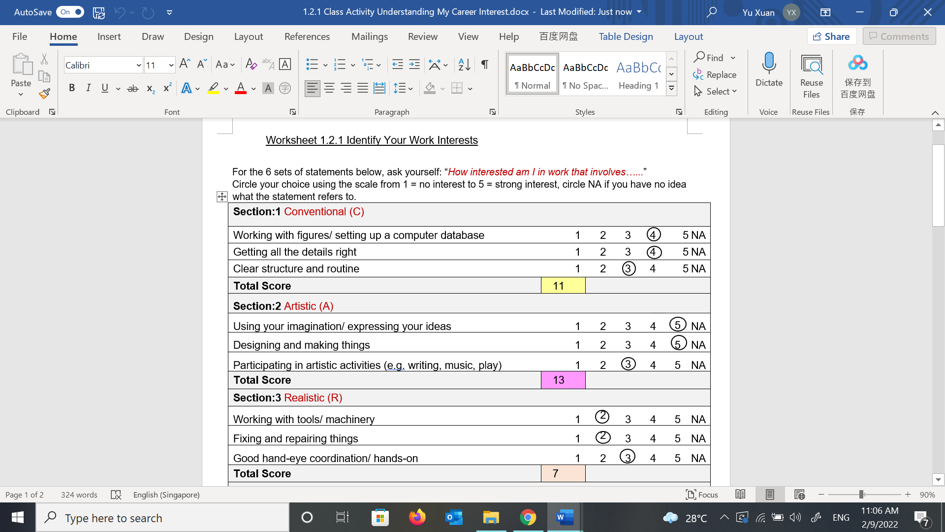 AutoSave On 1.2.1 Class Activity Understanding My Career Interest.docx - Last Modified: Just now Yu Xuan YX
File Home Insert Draw Design Layout References Mailings Review View Help 百度网盘 Table Design Layout Share Comments
Calibri 11 A A Aa A AaBbCcDc AaBbCcDc AaBbCc Find
Paste Replace Dictate Reuse Files 保存到百度网盘
B I U ab x₂ x² A A A ¶ Normal ¶ No Spac... Heading 1 Select
Clipboard Font Paragraph Styles Editing Voice Reuse Files 保存
Worksheet 1.2.1 Identify Your Work Interests
For the 6 sets of statements below, ask yourself: “How interested am I in work that involves…...”
Circle your choice using the scale from 1 = no interest to 5 = strong interest, circle NA if you have no idea
what the statement refers to.
Section:1 Conventional (C)
Working with figures/ setting up a computer database 1 2 3 4 5 NA
Getting all the details right 1 2 3 4 5 NA
Clear structure and routine 1 2 3 4 5 NA
Total Score 11
Section:2 Artistic (A)
Using your imagination/ expressing your ideas 1 2 3 4 5 NA
Designing and making things 1 2 3 4 5 NA
Participating in artistic activities (e.g. writing, music, play) 1 2 3 4 5 NA
Total Score 13
Section:3 Realistic (R)
Working with tools/ machinery 1 2 3 4 5 NA
Fixing and repairing things 1 2 3 4 5 NA
Good hand-eye coordination/ hands-on 1 2 3 4 5 NA
Total Score 7
Page 1 of 2 324 words English (Singapore) Focus 90%
Type here to search 28°C ENG 11:06 AM
2/9/2022 7